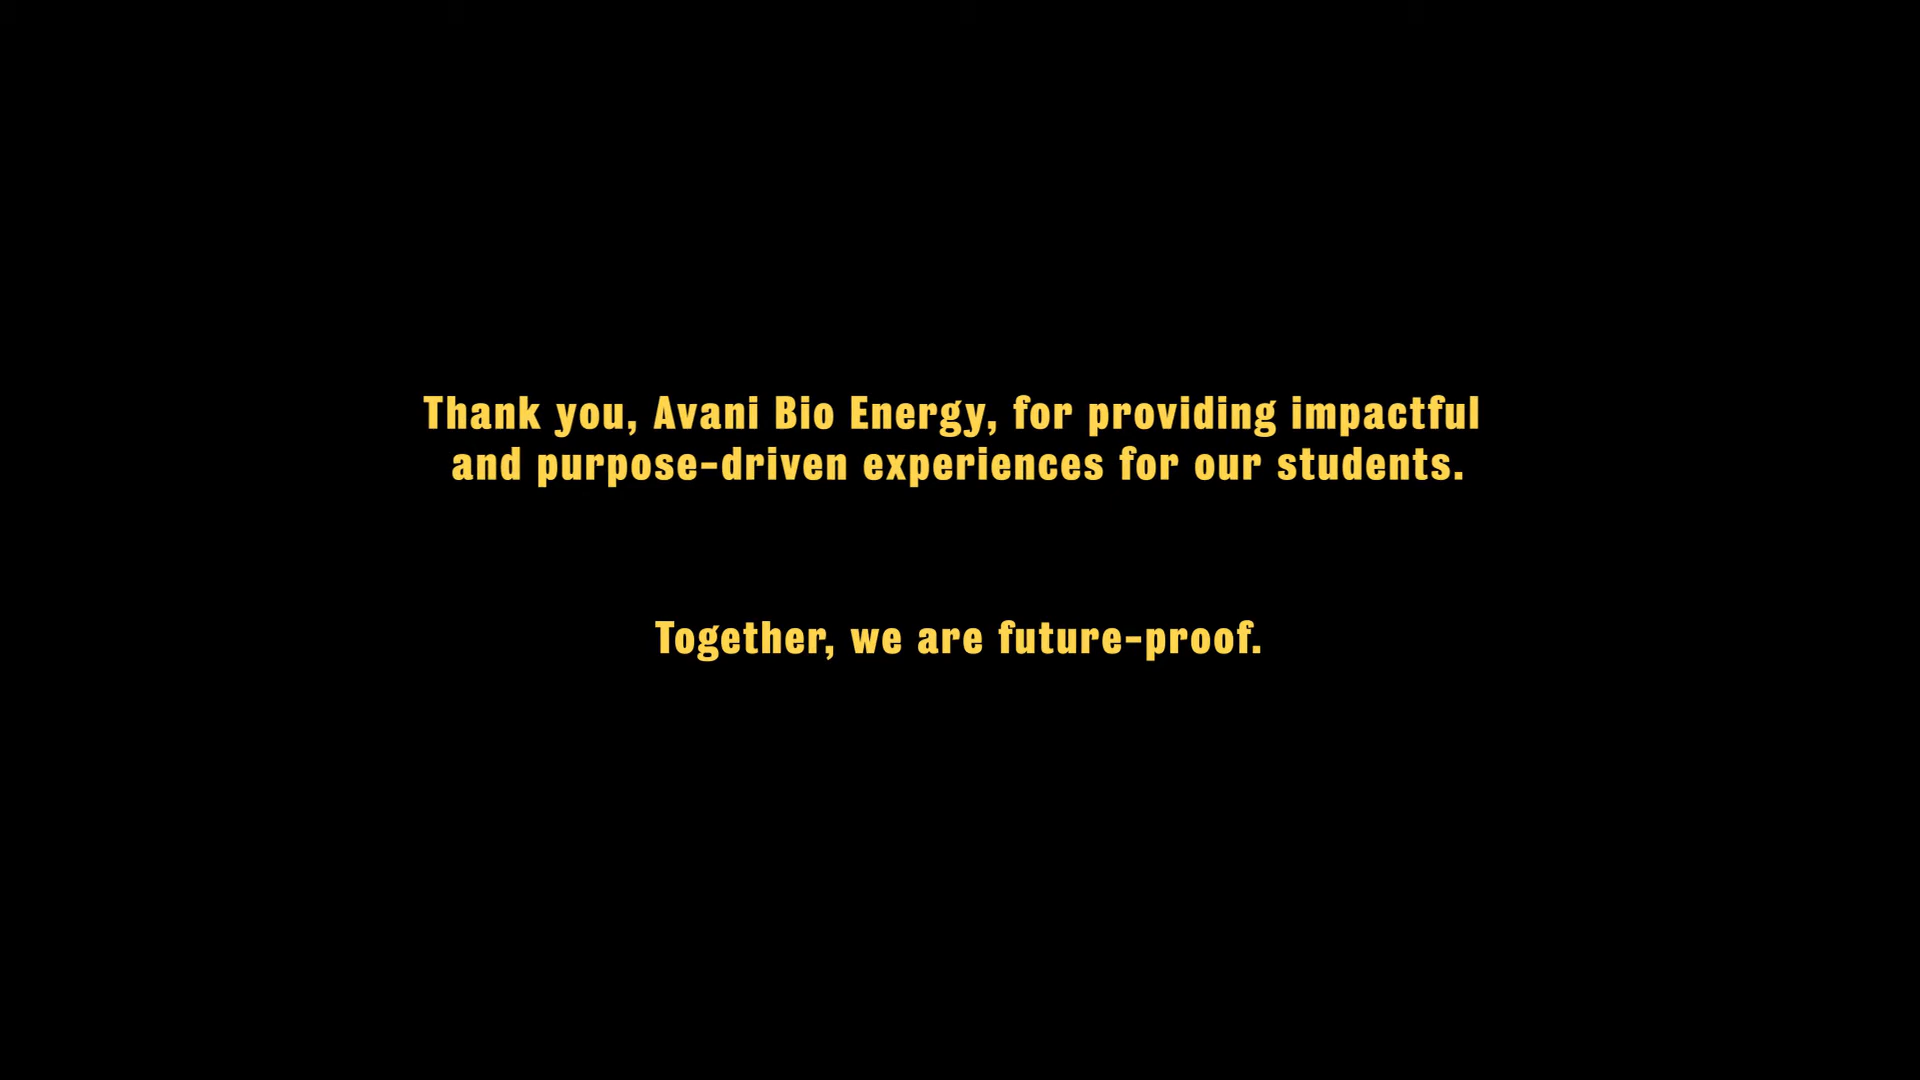 Thank you, Avani Bio Energy, for providing impactful
and purpose-driven experiences for our students.
Together, we are future-proof.